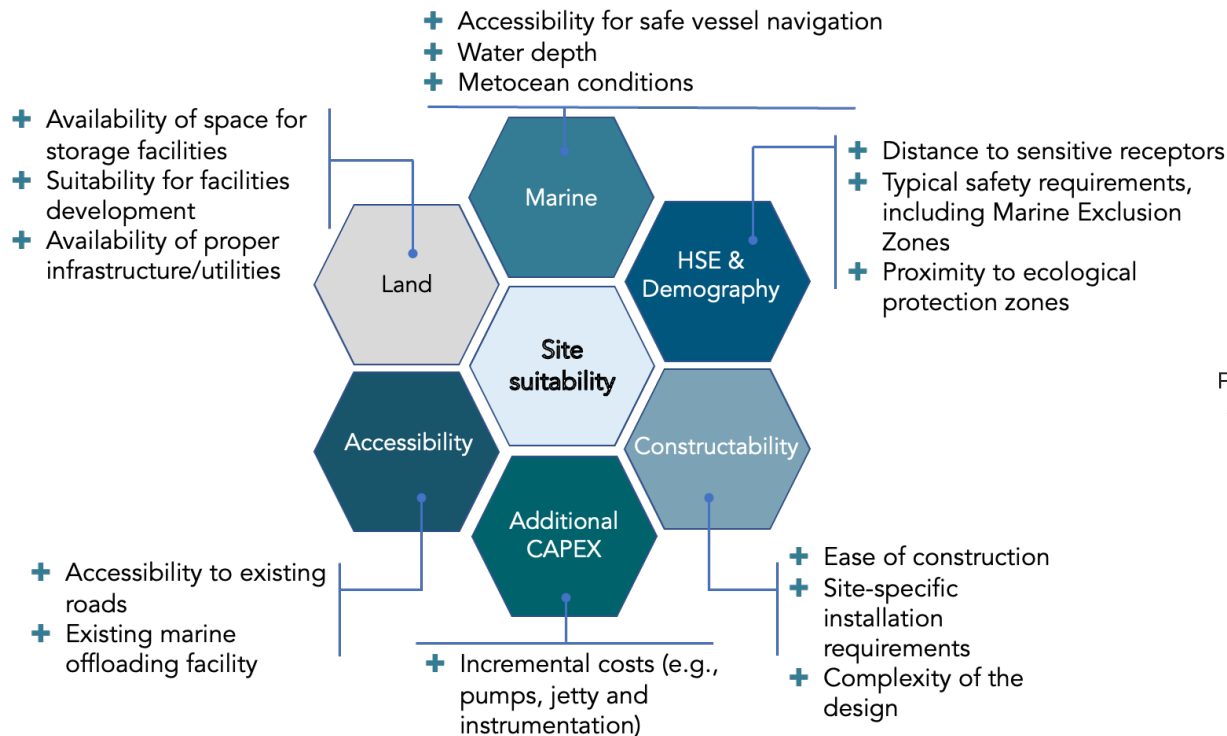 Accessibility for safe vessel navigation
Water depth
Metocean conditions
Availability of space for
storage facilities
Suitability for facilities
development
Availability of proper
infrastructure/utilities
Marine
Distance to sensitive receptors
Typical safety requirements,
including Marine Exclusion
Zones
Proximity to ecological
protection zones
Land
HSE &
Demography
Site
suitability
F
Accessibility
Constructability
Additional
CAPEX
Accessibility to existing
roads
Existing marine
offloading facility
Incremental costs (e.g.,
pumps, jetty and
instrumentation)
Ease of construction
Site-specific
installation
requirements
Complexity of the
design